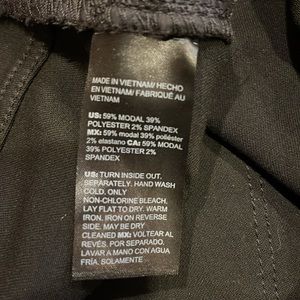 MADE IN VIETNAM/ HECHO
EN VIETNAM/ FABRIQUÉ AU
VIETNAM
US: 59% MODAL 39%
POLYESTER 2% SPANDEX
MX: 59% modal 39% poliéster
2% elastano CA: 59% MODAL
39% POLYESTER 2%
SPANDEX
US: TURN INSIDE OUT.
SEPARATELY. HAND WASH
COLD. ONLY
NON-CHLORINE BLEACH.
LAY FLAT TO DRY. WARM
IRON. IRON ON REVERSE
SIDE. MAY BE DRY
CLEANED MX: VOLTEAR AL
REVÉS. POR SEPARADO.
LAVAR A MANO CON AGUA
FRÍA. SOLAMENTE